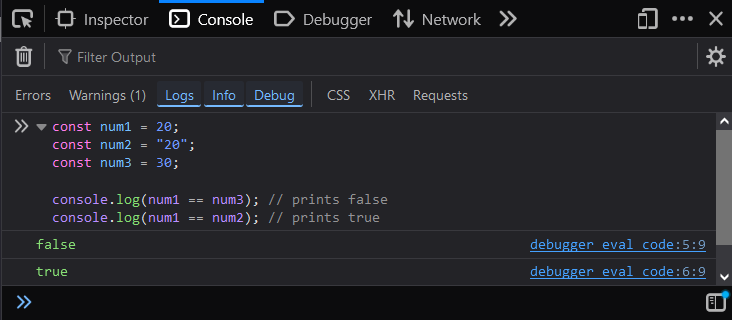 Inspector Console Debugger Network
Filter Output
Errors Warnings (1) Logs Info Debug CSS XHR Requests
const num1 = 20;
const num2 = "20";
const num3 = 30;
console.log(num1 == num3); // prints false
console.log(num1 == num2); // prints true
false debugger eval code:5:9
true debugger eval code:6:9